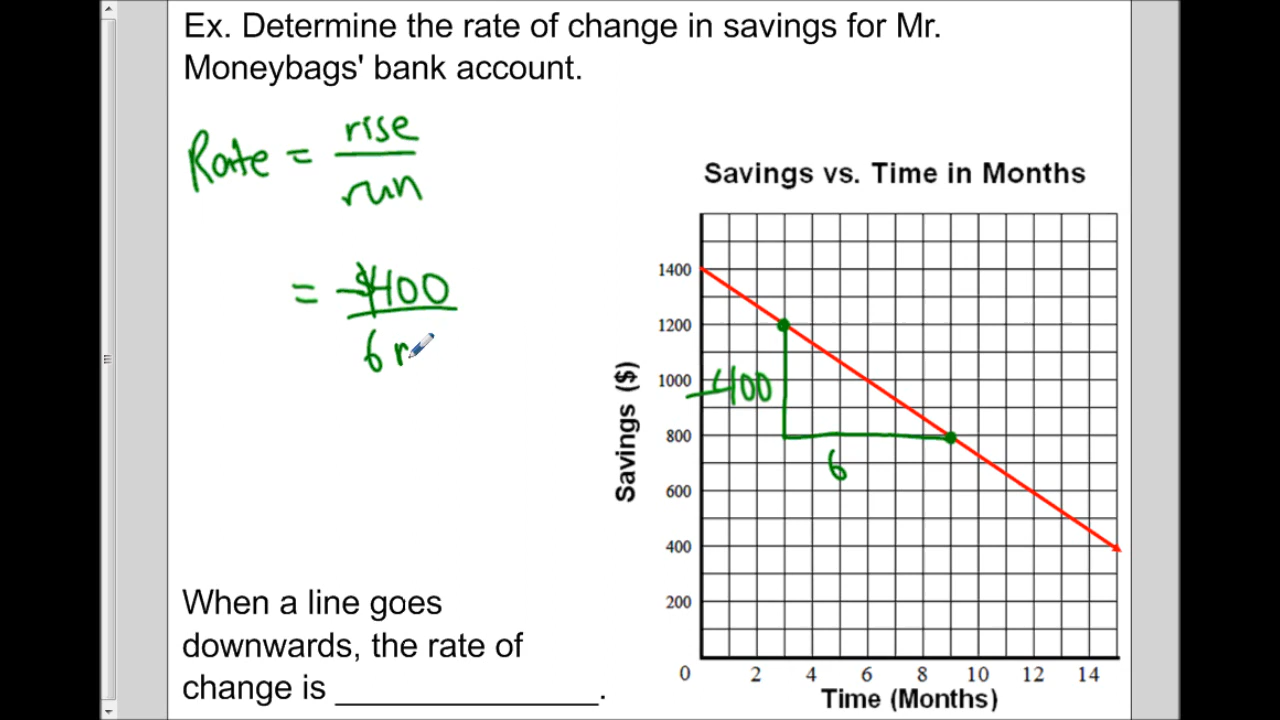 Ex. Determine the rate of change in savings for Mr.
Moneybags' bank account.
Rate = rise
run
= -$400
6 m
Savings vs. Time in Months
1400
1200
1000
800
600
400
200
0
2 4 6 8 10 12 14
Savings ($)
Time (Months)
-400
6
When a line goes
downwards, the rate of
change is ______________.